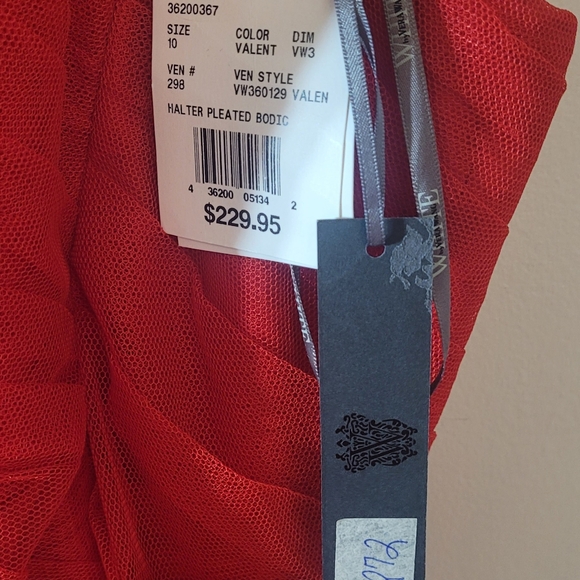 36200367
SIZE COLOR DIM
10 VALENT VW3
VEN # VEN STYLE
298 VW360129 VALEN
HALTER PLEATED BODIC
4 36200 05134 2
$229.95